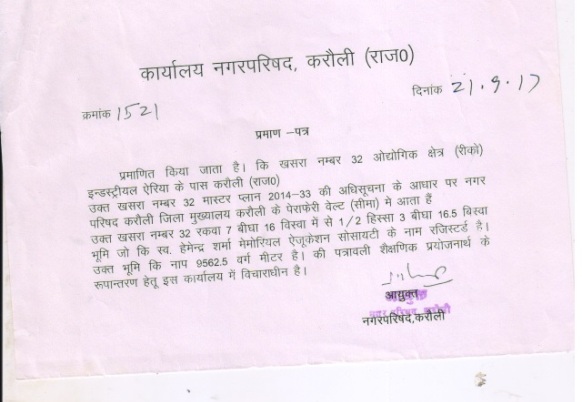 कार्यालय नगरपरिषद, करौली (राज0)
क्रमांक 1521
दिनांक 21.9.17
प्रमाण –पत्र
प्रमाणित किया जाता है। कि खसरा नम्बर 32 ओद्योगिक क्षेत्र (रीको)
इन्डस्ट्रीयल ऐरिया के पास करौली (राज0)
उक्त खसरा नम्बर 32 मास्टर प्लान 2014–33 की अधिसूचना के आधार पर नगर
परिषद करौली जिला मुख्यालय करौली के पेराफेरी वेल्ट (सीमा) मे आता हैं
उक्त खसरा नम्बर 32 रकवा 7 बीघा 16 विस्वा में से 1/2 हिस्सा 3 बीघा 16.5 बिस्वा
भूमि जो कि स्व. हेमेन्द्र शर्मा मेमोरियल ऐजूकेशन सोसायटी के नाम रजिस्टर्ड है।
उक्त भूमि कि नाप 9562.5 वर्ग मीटर है। की पत्रावली शैक्षणिक प्रयोजनार्थ के
रूपान्तरण हेतू इस कार्यालय में विचाराधीन है।
आयुक्त
नगरपरिषद,करौली